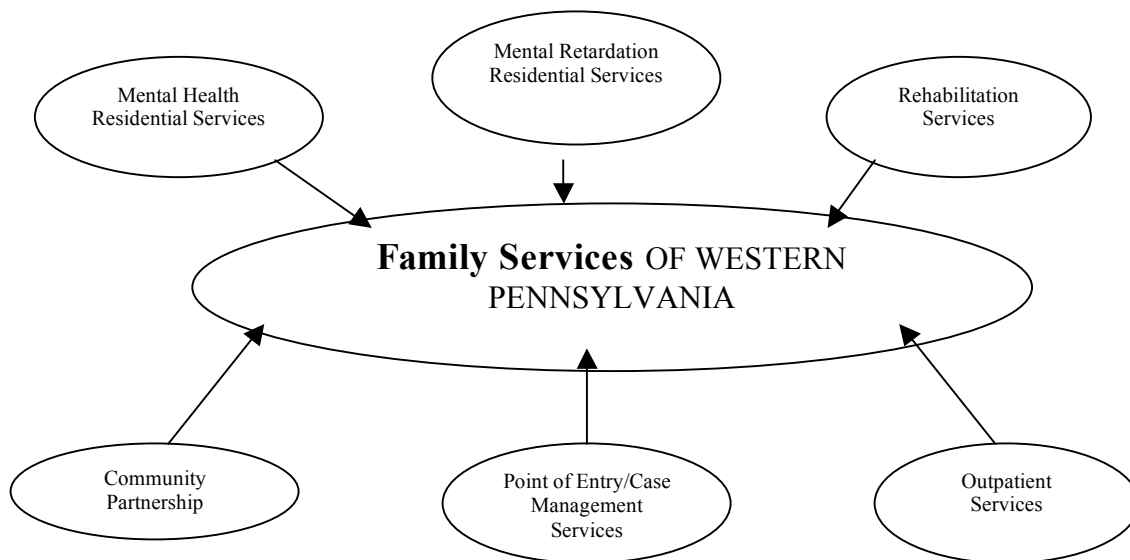 Mental Retardation
Residential Services
Mental Health
Residential Services
Rehabilitation
Services
Family Services OF WESTERN
PENNSYLVANIA
Community
Partnership
Point of Entry/Case
Management
Services
Outpatient
Services